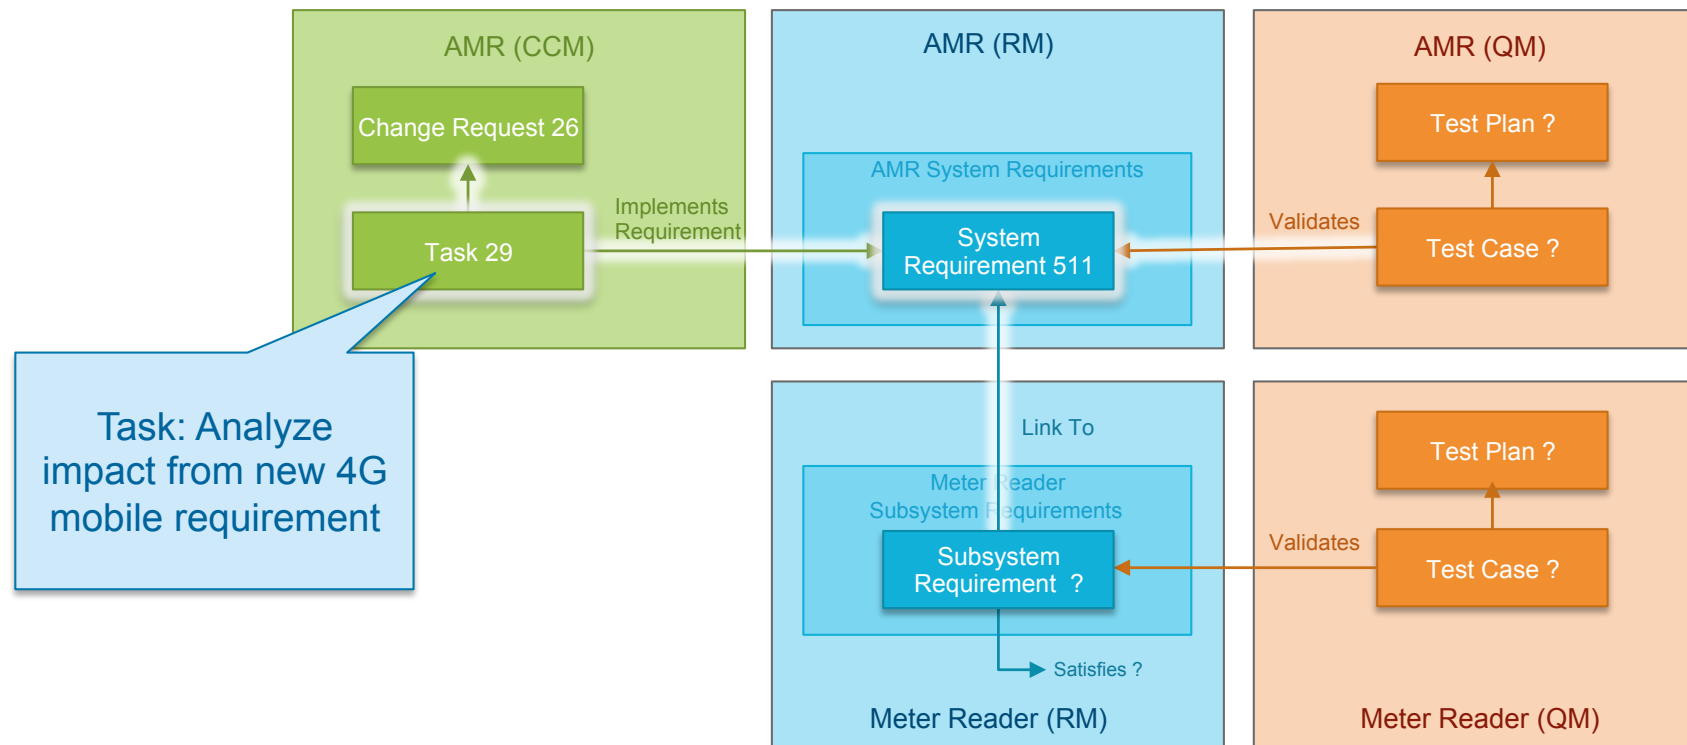 AMR (CCM)
Change Request 26
Task 29
Implements
Requirement
Task: Analyze
impact from new 4G
mobile requirement
AMR (RM)
AMR System Requirements
System
Requirement 511
Link To
AMR (QM)
Test Plan ?
Validates
Test Case ?
Meter Reader
Subsystem Requirements
Subsystem
Requirement ?
Satisfies ?
Meter Reader (RM)
Test Plan ?
Validates
Test Case ?
Meter Reader (QM)